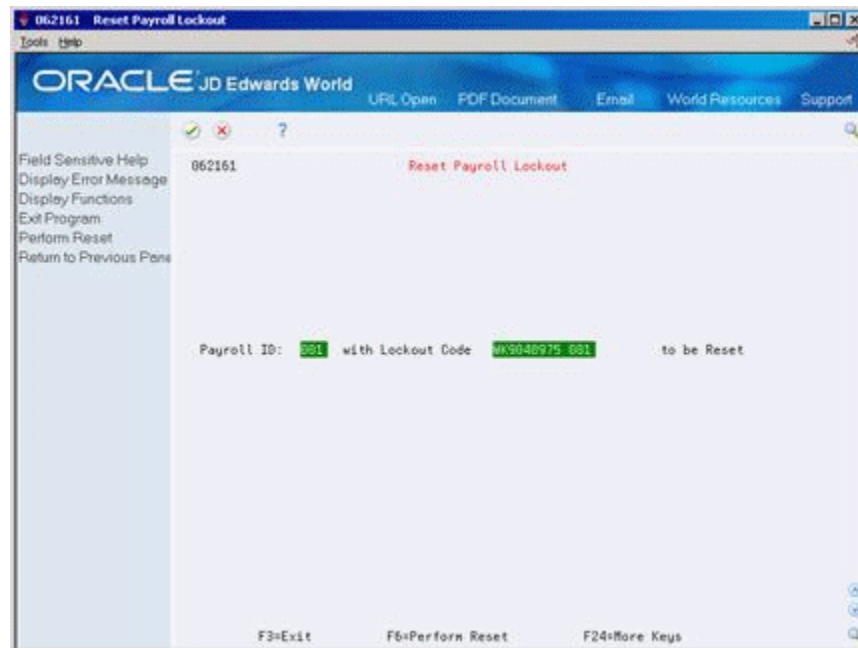 062161 Reset Payroll Lockout
Tools Help
ORACLE JD Edwards World
URL Open PDF Document Email World Resources Support
?
Field Sensitive Help
Display Error Message
Display Functions
Exit Program
Perform Reset
Return to Previous Pane
062161 Reset Payroll Lockout
Payroll ID: 081 with Lockout Code to be Reset
F3=Exit F6=Perform Reset F24=More Keys